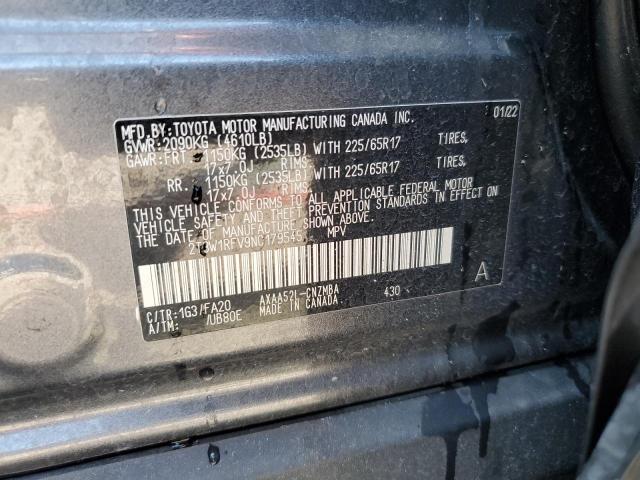 MFD.BY:TOYOTA MOTOR MANUFACTURING CANADA INC. 01/22
GVWR:2090KG (4610LB)
GAWR:FRT 1150KG (2535LB) WITH 225/65R17 TIRES,
17X7.0J RIMS
RR. 1150KG (2535LB) WITH 225/65R17 TIRES,
RIMS
THIS VEHICLE CONFORMS TO ALL APPLICABLE FEDERAL MOTOR
VEHICLE SAFETY AND THEFT PREVENTION STANDARDS IN EFFECT
ON THE DATE OF MANUFACTURE SHOWN ABOVE.
MPV
C/TR:1G3/FA20 AXAA52L-CNZMBA 430 A
A/TM: /UB80E MADE IN CANADA